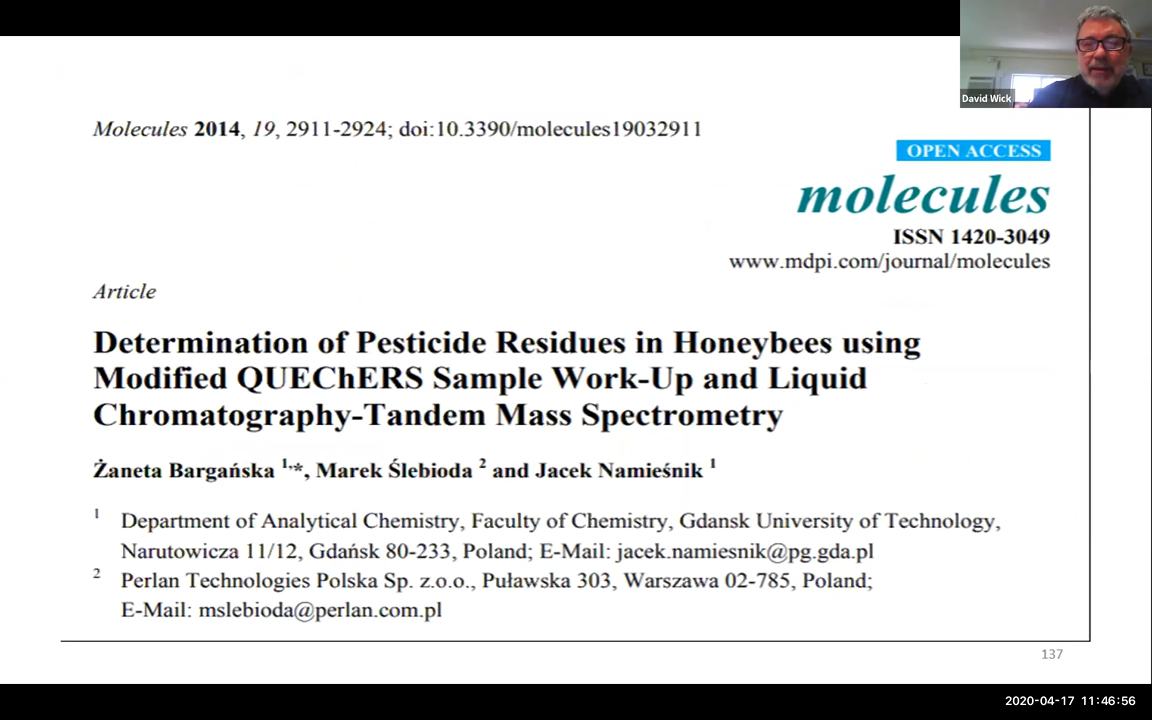 David Wick
Molecules 2014, 19, 2911-2924; doi:10.3390/molecules19032911
OPEN ACCESS
molecules
ISSN 1420-3049
www.mdpi.com/journal/molecules
Article
Determination of Pesticide Residues in Honeybees using
Modified QUEChERS Sample Work-Up and Liquid
Chromatography-Tandem Mass Spectrometry
Żaneta Bargańska 1,*, Marek Ślebioda 2 and Jacek Namieśnik 1
1 Department of Analytical Chemistry, Faculty of Chemistry, Gdansk University of Technology,
Narutowicza 11/12, Gdańsk 80-233, Poland; E-Mail: jacek.namiesnik@pg.gda.pl
2 Perlan Technologies Polska Sp. z.o.o., Puławska 303, Warszawa 02-785, Poland;
E-Mail: mslebioda@perlan.com.pl
137
2020-04-17 11:46:56